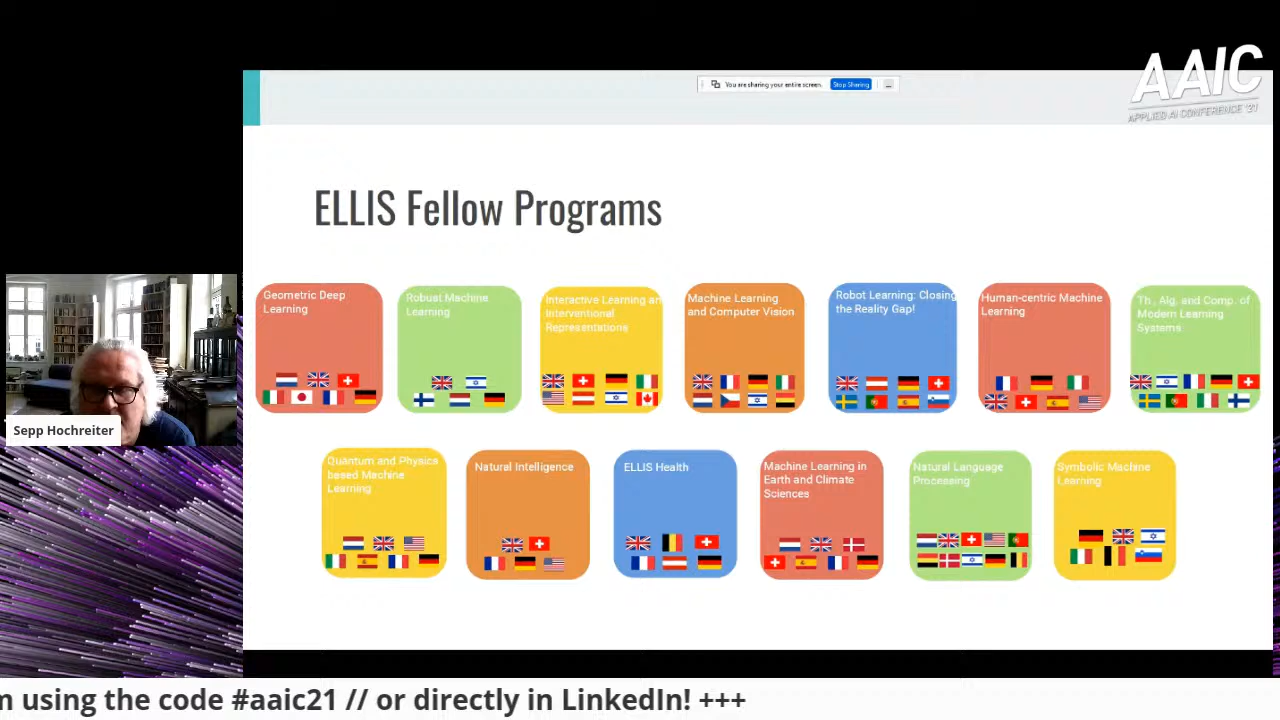 AAIC
APPLIED AI CONFERENCE '21
You are sharing your entire screen.
Stop Sharing
ELLIS Fellow Programs
Geometric Deep
Learning
Robust Machine
Learning
Interactive Learning an
Interventional
Representations
Machine Learning
and Computer Vision
Robot Learning: Closing
the Reality Gap!
Human-centric Machine
Learning
Th., Alg. and Comp. of
Modern Learning
Systems
Quantum and Physics
based Machine
Learning
Natural Intelligence
ELLIS Health
Machine Learning in
Earth and Climate
Sciences
Natural Language
Processing
Symbolic Machine
Learning
Sepp Hochreiter
m using the code #aaic21 // or directly in LinkedIn! +++